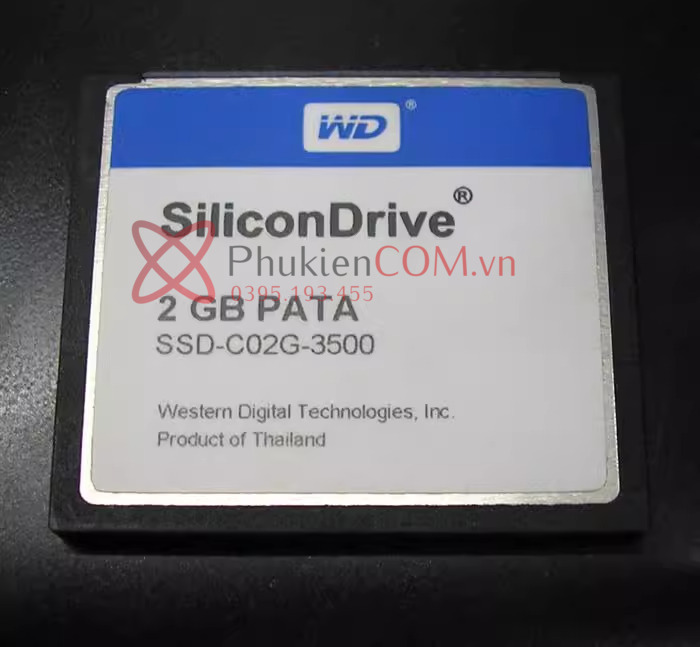 WD®
SiliconDrive®
PhukienCOM.vn
0395.193.455
2 GB PATA
SSD-C02G-3500
Western Digital Technologies, Inc.
Product of Thailand